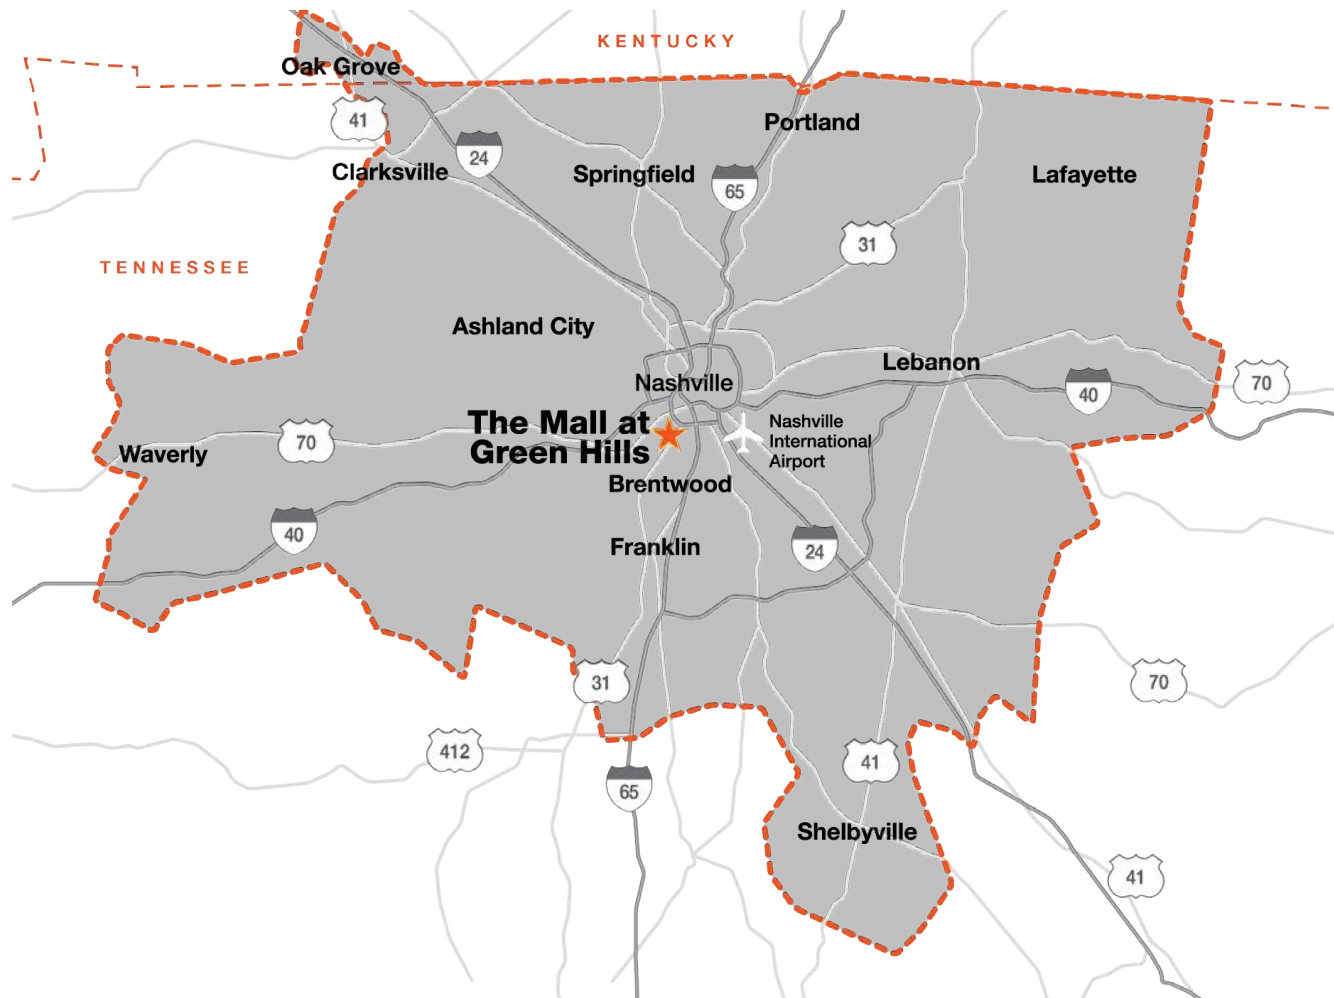 KENTUCKY
Oak Grove
41
Portland
24
Clarksville
Springfield
65
Lafayette
31
TENNESSEE
Ashland City
Lebanon
Nashville
40
70
The Mall at
Green Hills
Nashville
International
Airport
70
Waverly
Brentwood
40
Franklin
24
31
70
412
41
65
Shelbyville
41